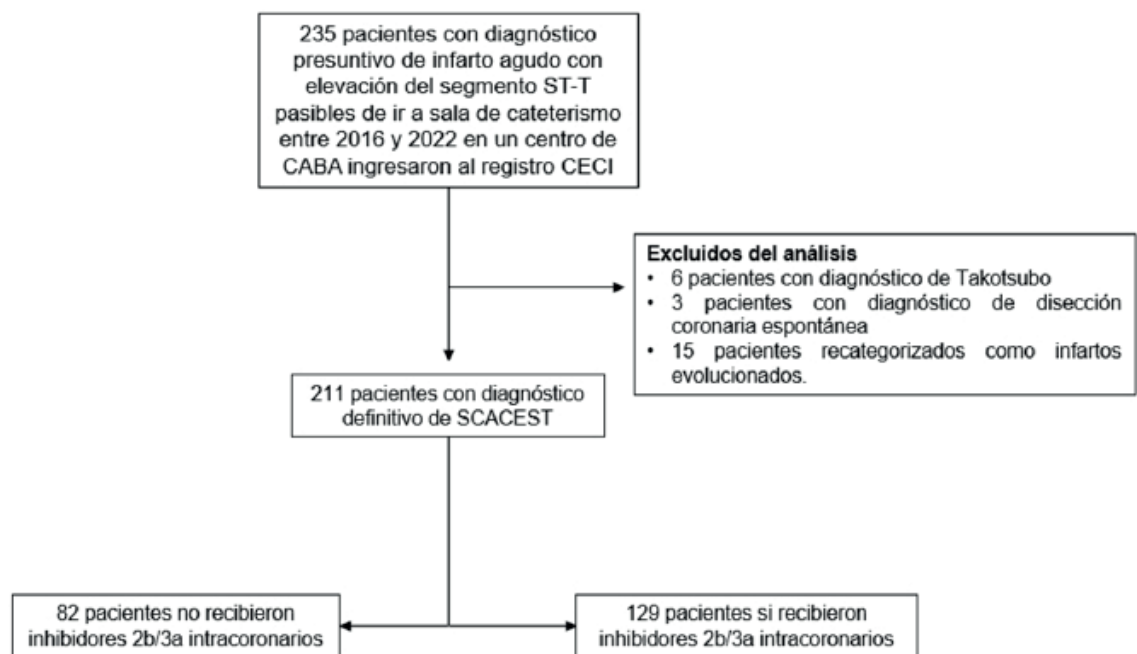 235 pacientes con diagnóstico
presuntivo de infarto agudo con
elevación del segmento ST-T
pasibles de ir a sala de cateterismo
entre 2016 y 2022 en un centro de
CABA ingresaron al registro CECI
Excluidos del análisis
• 6 pacientes con diagnóstico de Takotsubo
• 3 pacientes con diagnóstico de disección
coronaria espontánea
• 15 pacientes recategorizados como infartos
evolucionados.
211 pacientes con diagnóstico
definitivo de SCACEST
82 pacientes no recibieron
inhibidores 2b/3a intracoronarios
129 pacientes si recibieron
inhibidores 2b/3a intracoronarios